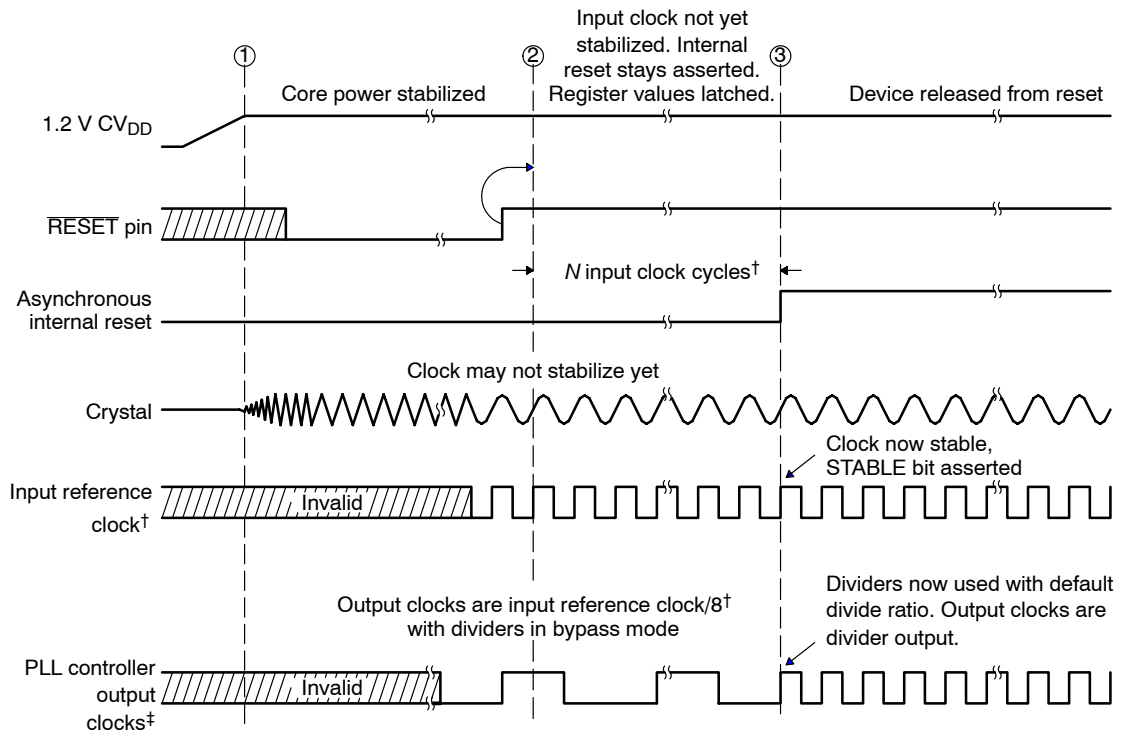 Input clock not yet
stabilized. Internal
reset stays asserted.
Register values latched.
1
2
3
Core power stabilized
Device released from reset
1.2 V CVDD
RESET pin
N input clock cycles†
Asynchronous
internal reset
Clock may not stabilize yet
Crystal
Clock now stable,
STABLE bit asserted
Input reference
clock†
Invalid
Dividers now used with default
divide ratio. Output clocks are
divider output.
Output clocks are input reference clock/8†
with dividers in bypass mode
PLL controller
output
clocks‡
Invalid